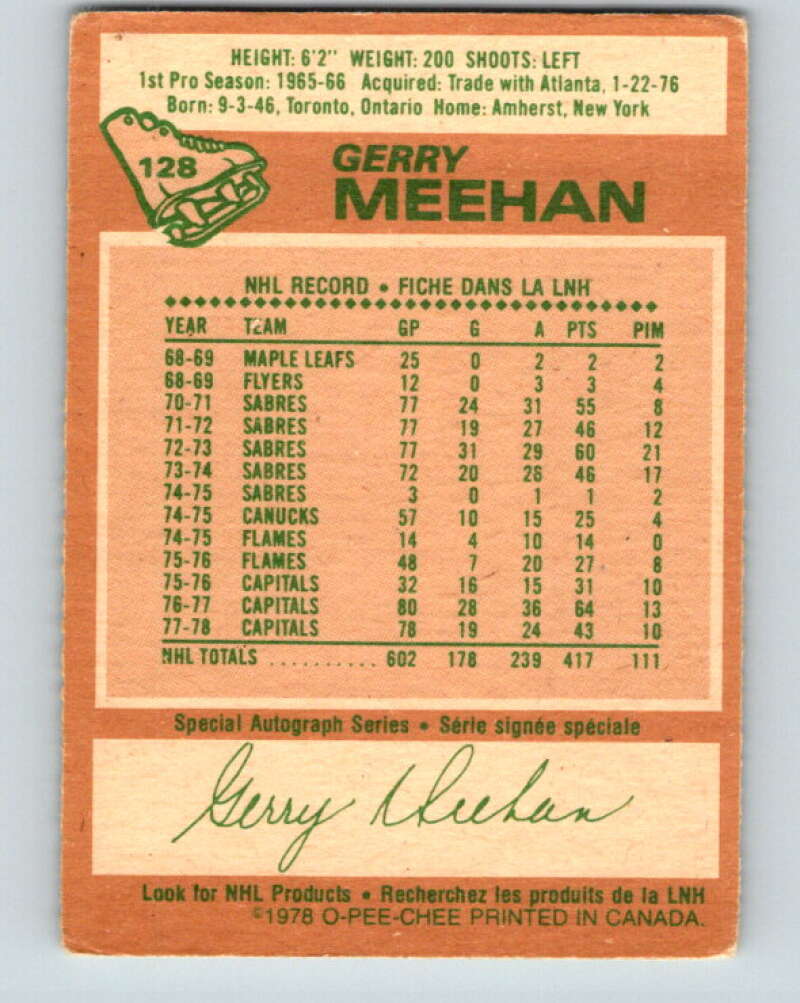 HEIGHT: 6'2" WEIGHT: 200 SHOOTS: LEFT
1st Pro Season: 1965-66 Acquired: Trade with Atlanta, 1-22-76
Born: 9-3-46, Toronto, Ontario Home: Amherst, New York
128
GERRY
MEEHAN
NHL RECORD • FICHE DANS LA LNH
YEAR TEAM GP G A PTS PIM
68-69 MAPLE LEAFS 25 0 2 2 2
68-69 FLYERS 12 0 3 3 4
70-71 SABRES 77 24 31 55 8
71-72 SABRES 77 19 27 46 12
72-73 SABRES 77 31 29 60 21
73-74 SABRES 72 20 26 46 17
74-75 SABRES 3 0 1 1 2
74-75 CANUCKS 57 10 15 25 4
74-75 FLAMES 14 4 10 14 0
75-76 FLAMES 48 7 20 27 8
75-76 CAPITALS 32 16 15 31 10
76-77 CAPITALS 80 28 36 64 13
77-78 CAPITALS 78 19 24 43 10
NHL TOTALS .......... 602 178 239 417 111
Special Autograph Series • Série signée spéciale
Gerry Meehan
Look for NHL Products • Recherchez les produits de la LNH
©1978 O-PEE-CHEE PRINTED IN CANADA.